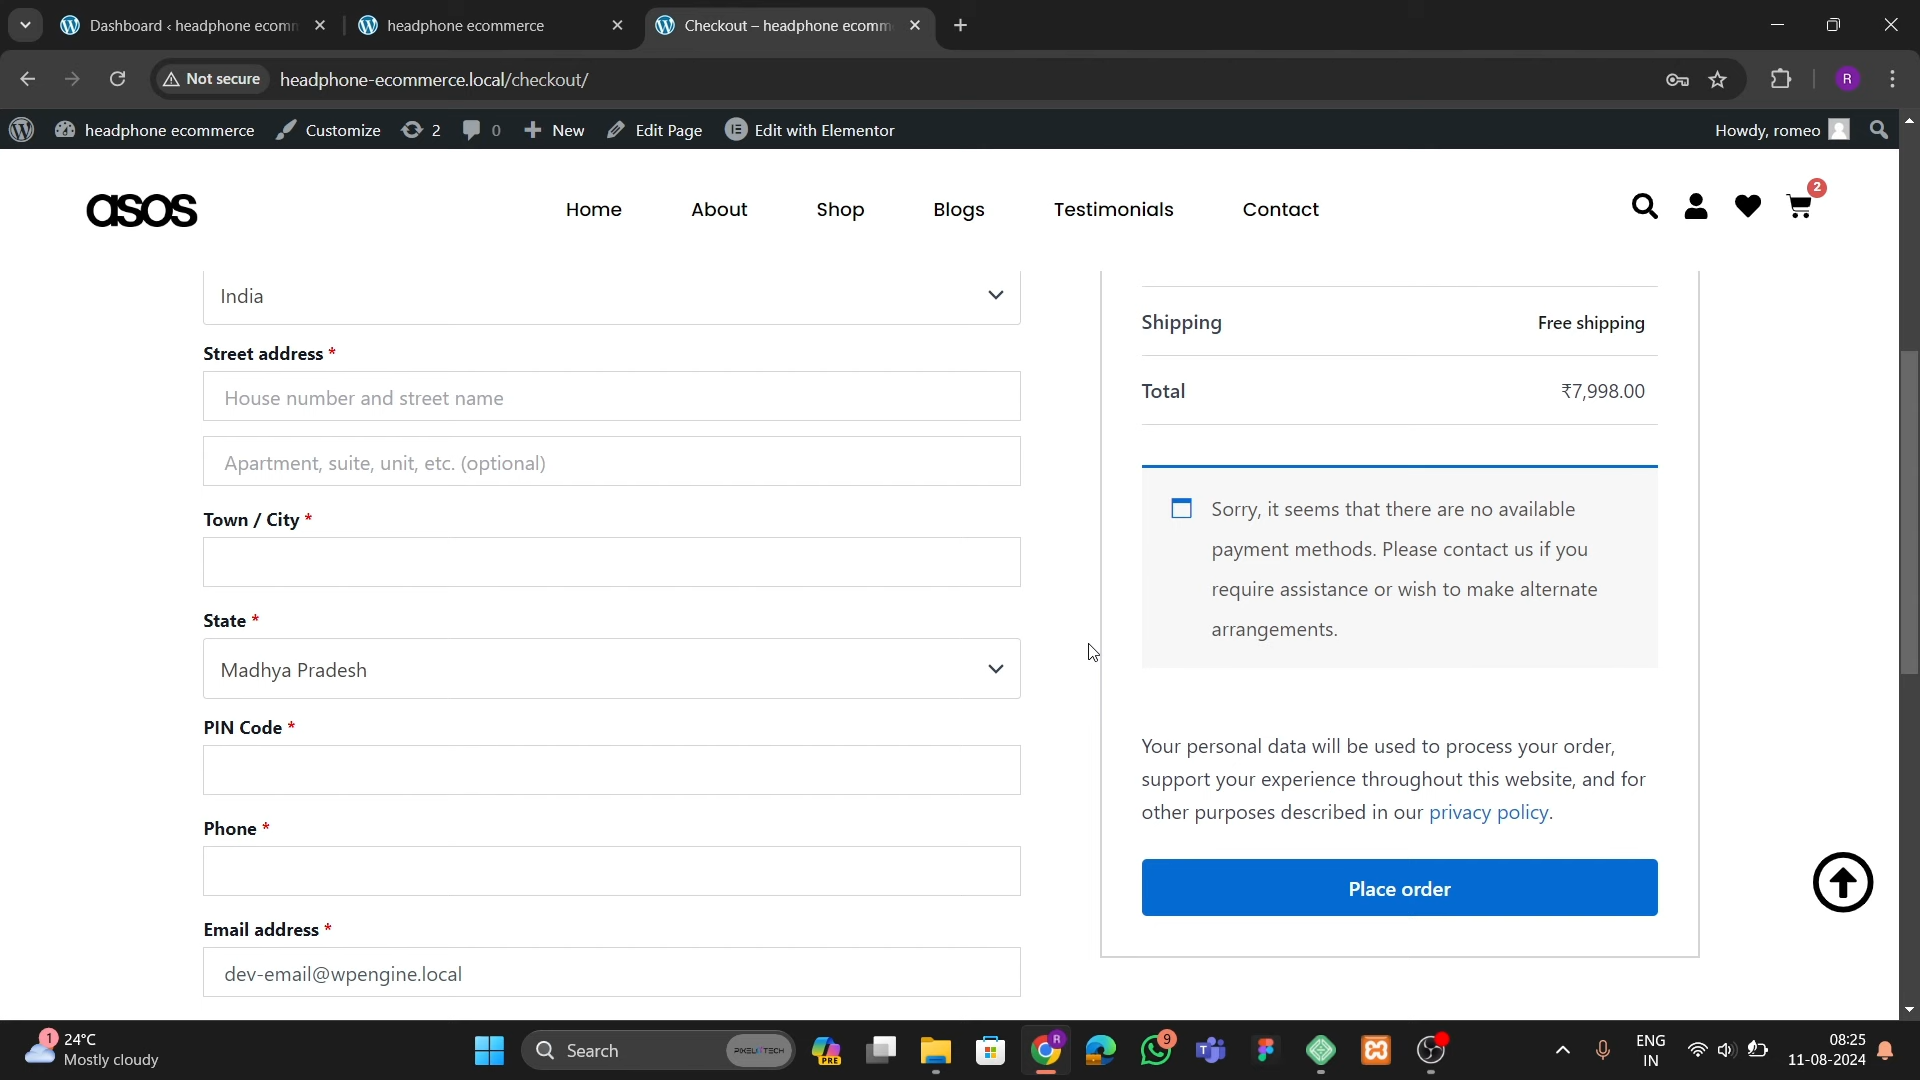 Dashboard ‹ headphone ecom
headphone ecommerce
Checkout – headphone ecomm
Not secure
headphone-ecommerce.local/checkout/
R
headphone ecommerce
Customize
2
0
New
Edit Page
Edit with Elementor
Howdy, romeo
asos
Home
About
Shop
Blogs
Testimonials
Contact
2
India
Street address *
House number and street name
Apartment, suite, unit, etc. (optional)
Town / City *
State *
Madhya Pradesh
PIN Code *
Phone *
Email address *
dev-email@wpengine.local
Shipping Free shipping
Total ₹7,998.00
Sorry, it seems that there are no available
payment methods. Please contact us if you
require assistance or wish to make alternate
arrangements.
Your personal data will be used to process your order,
support your experience throughout this website, and for
other purposes described in our privacy policy.
Place order
1
24°C
Mostly cloudy
Search
PRE
R
9
ENG
IN
08:25
11-08-2024